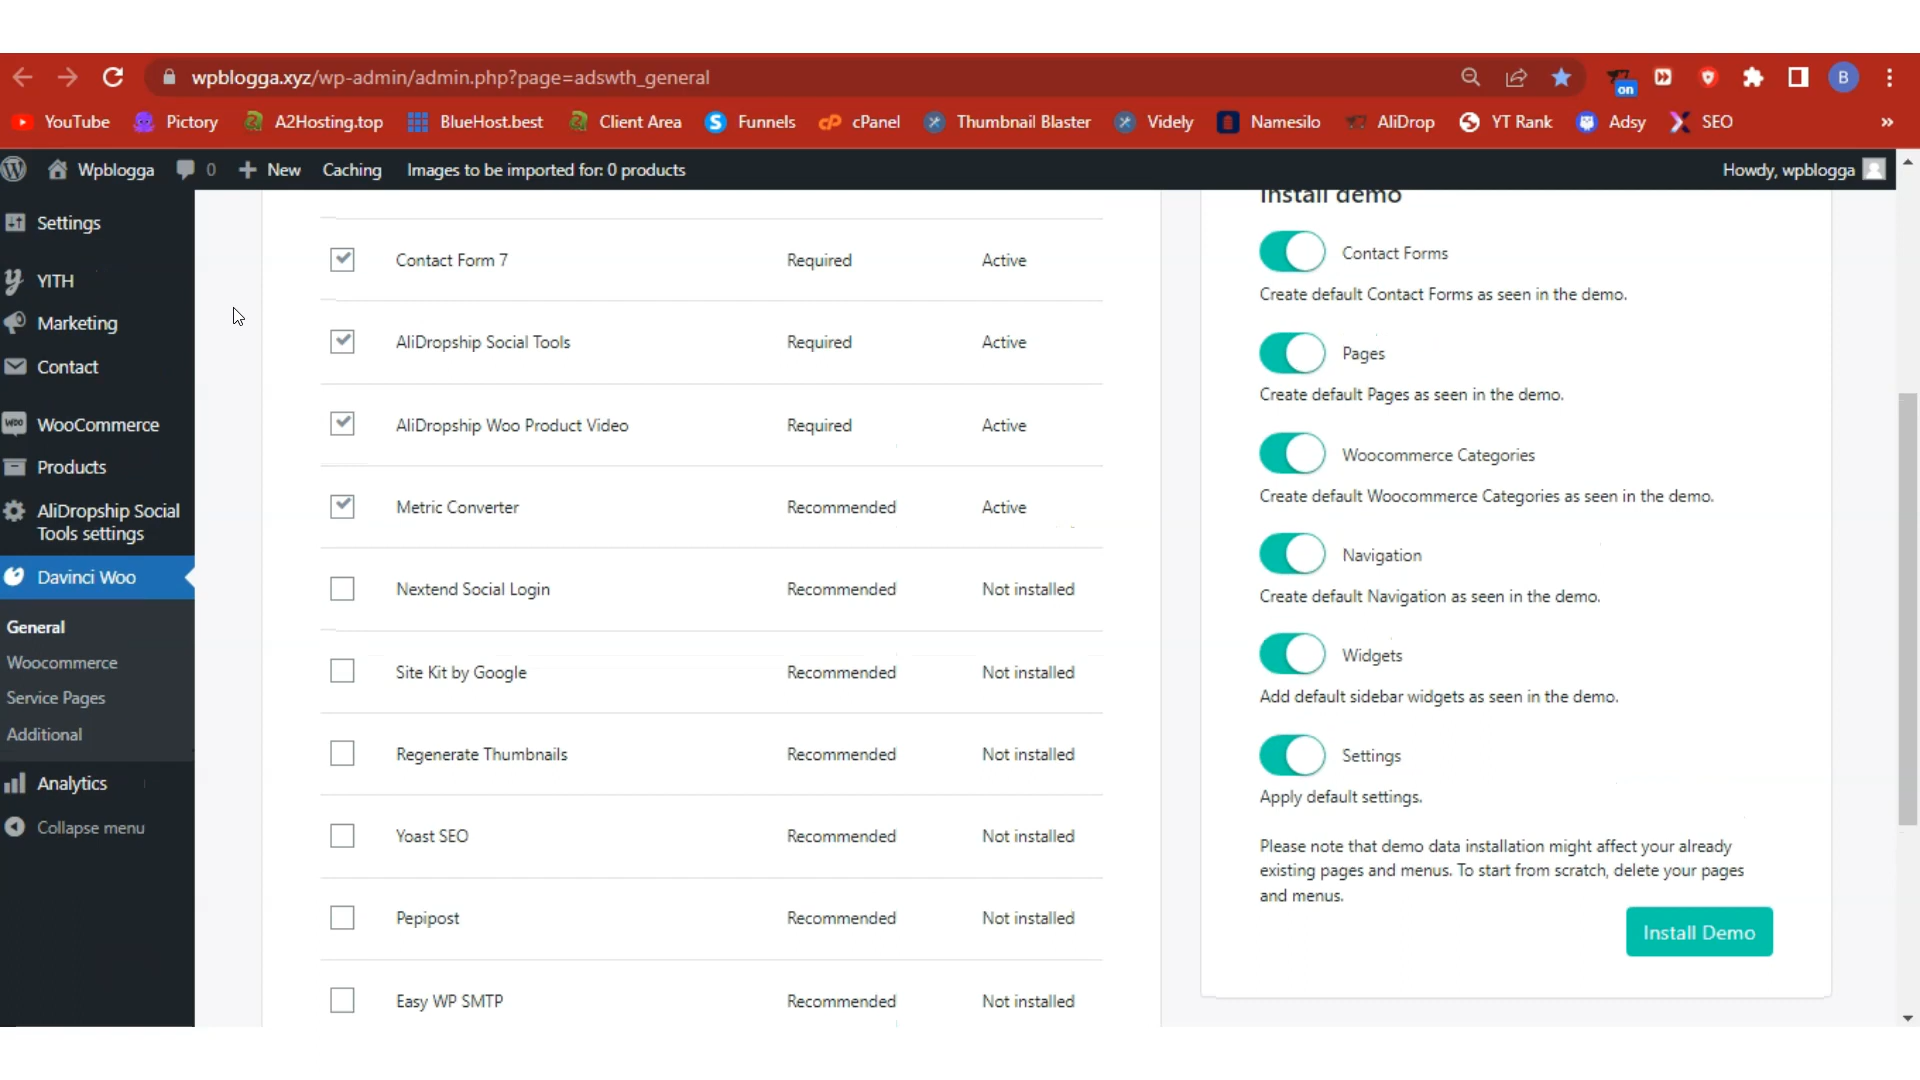 wpblogga.xyz/wp-admin/admin.php?page=adswth_general
on
B
YouTube
Pictory
A2Hosting.top
BlueHost.best
Client Area
Funnels
cPanel
Thumbnail Blaster
Videly
Namesilo
AliDrop
YT Rank
Adsy
SEO
»
Wpblogga
0
New
Caching
Images to be imported for: 0 products
Howdy, wpblogga
Settings
YITH
Marketing
Contact
WooCommerce
Products
AliDropship Social
Tools settings
Davinci Woo
General
Woocommerce
Service Pages
Additional
Analytics
Collapse menu
Contact Form 7 Required Active
AliDropship Social Tools Required Active
AliDropship Woo Product Video Required Active
Metric Converter Recommended Active
Nextend Social Login Recommended Not installed
Site Kit by Google Recommended Not installed
Regenerate Thumbnails Recommended Not installed
Yoast SEO Recommended Not installed
Pepipost Recommended Not installed
Easy WP SMTP Recommended Not installed
Install demo
Contact Forms
Create default Contact Forms as seen in the demo.
Pages
Create default Pages as seen in the demo.
Woocommerce Categories
Create default Woocommerce Categories as seen in the demo.
Navigation
Create default Navigation as seen in the demo.
Widgets
Add default sidebar widgets as seen in the demo.
Settings
Apply default settings.
Please note that demo data installation might affect your already
existing pages and menus. To start from scratch, delete your pages
and menus.
Install Demo